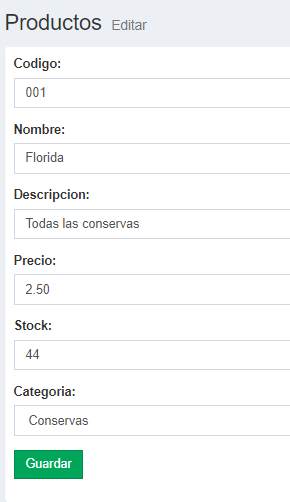 Productos Editar
Codigo:
001
Nombre:
Florida
Descripcion:
Todas las conservas
Precio:
2.50
Stock:
44
Categoria:
Conservas
Guardar